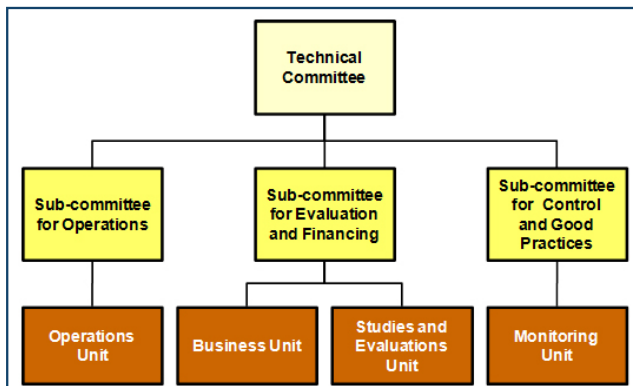 Technical
Committee
Sub-committee
for Operations
Sub-committee
for Evaluation
and Financing
Sub-committee
for Control
and Good
Practices
Operations
Unit
Business Unit
Studies and
Evaluations
Unit
Monitoring
Unit